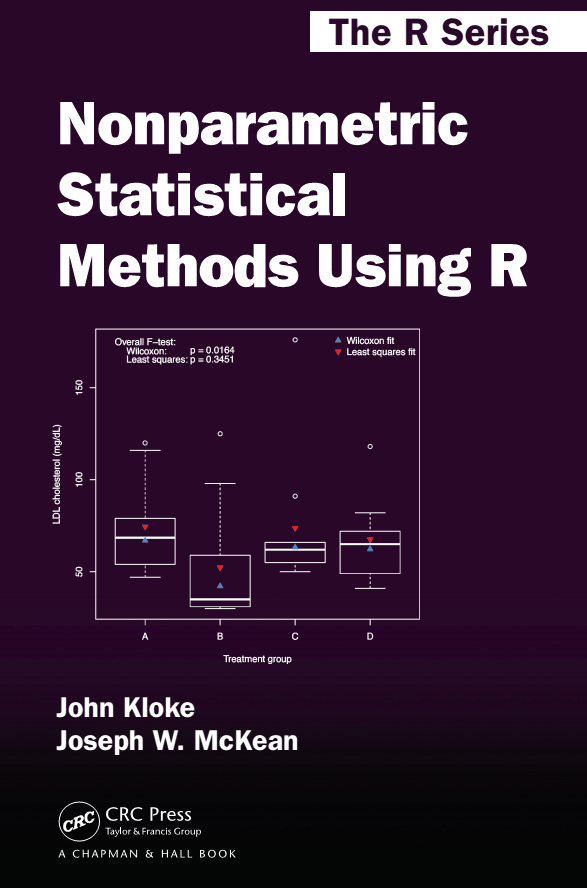 The R Series
Nonparametric
Statistical
Methods Using R
Overall F–test:
Wilcoxon: p = 0.0164
Least squares: p = 0.3451
Wilcoxon fit
Least squares fit
150
100
50
LDL cholesterol (mg/dL)
A B C D
Treatment group
John Kloke
Joseph W. McKean
CRC CRC Press
Taylor & Francis Group
A CHAPMAN & HALL BOOK